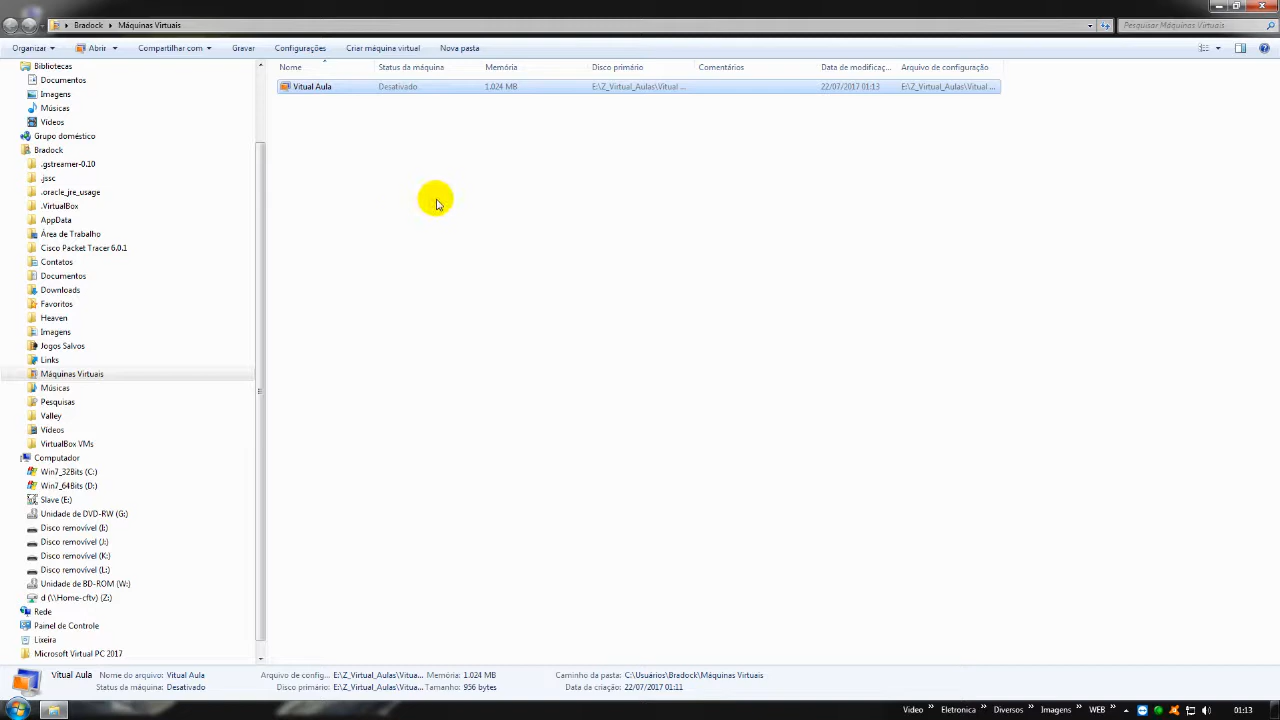 Bradock ▸ Máquinas Virtuais
Pesquisar Máquinas Virtuais
Organizar Abrir Compartilhar com Gravar Configurações Criar máquina virtual Nova pasta
Nome Status da máquina Memória Disco primário Comentários Data de modificaç... Arquivo de configuração
Vitual Aula Desativado 1.024 MB E:\Z_Virtual_Aulas\Vitual ... 22/07/2017 01:13 E:\Z_Virtual_Aulas\Vitual ...
Bibliotecas
Documentos
Imagens
Músicas
Vídeos
Grupo doméstico
Bradock
.gstreamer-0.10
.jssc
.oracle_jre_usage
.VirtualBox
AppData
Área de Trabalho
Cisco Packet Tracer 6.0.1
Contatos
Documentos
Downloads
Favoritos
Heaven
Imagens
Jogos Salvos
Links
Máquinas Virtuais
Músicas
Pesquisas
Valley
Vídeos
VirtualBox VMs
Computador
Win7_32Bits (C:)
Win7_64Bits (D:)
Slave (E:)
Unidade de DVD-RW (G:)
Disco removível (I:)
Disco removível (J:)
Disco removível (K:)
Disco removível (L:)
Unidade de BD-ROM (W:)
d (\\Home-cftv) (Z:)
Rede
Painel de Controle
Lixeira
Microsoft Virtual PC 2017
Vitual Aula Nome do arquivo: Vitual Aula Arquivo de config... E:\Z_Virtual_Aulas\Vitua... Memória: 1.024 MB Caminho da pasta: C:\Usuários\Bradock\Máquinas Virtuais
Status da máquina: Desativado Disco primário: E:\Z_Virtual_Aulas\Vitua... Tamanho: 956 bytes Data da criação: 22/07/2017 01:11
Video » Eletronica » Diversos » Imagens » WEB » 01:13